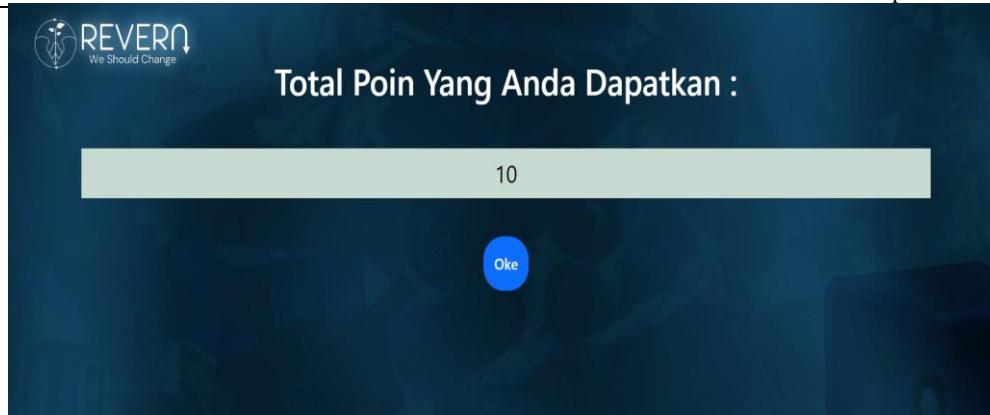 REVERN
We Should Change
Total Poin Yang Anda Dapatkan :
10
Oke